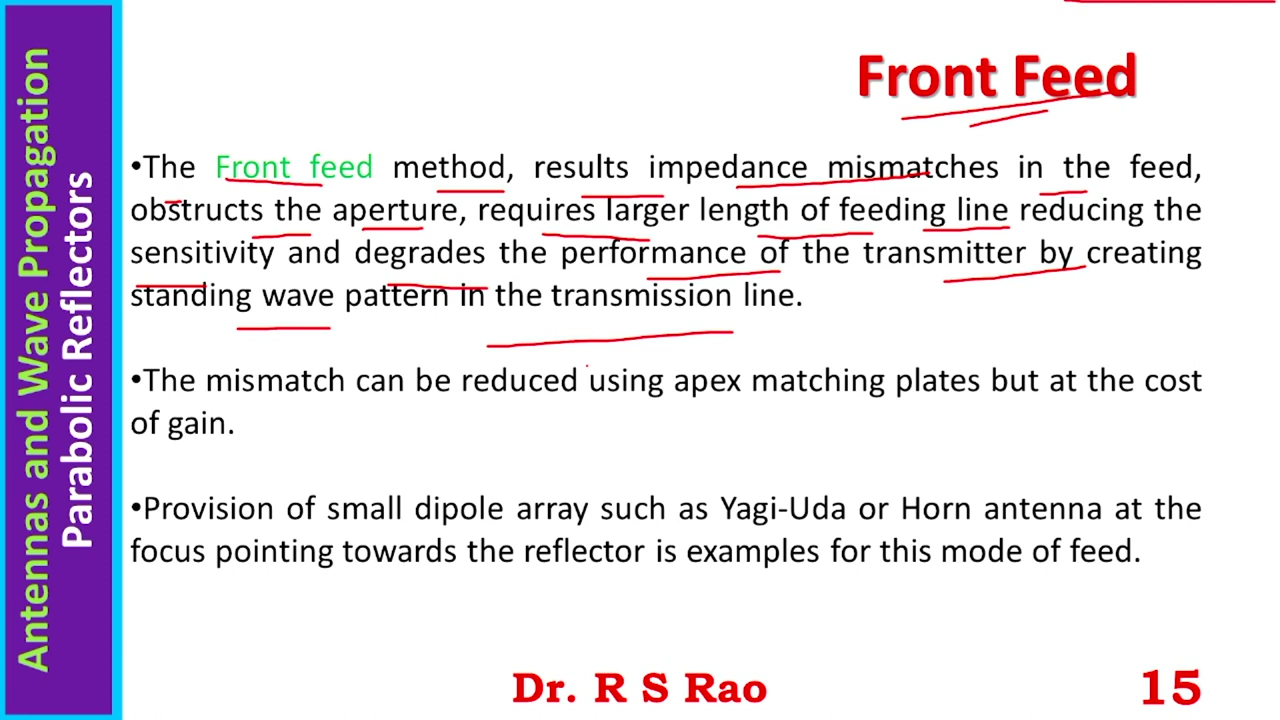 Antennas and Wave Propagation
Parabolic Reflectors
Front Feed
•The Front feed method, results impedance mismatches in the feed,
obstructs the aperture, requires larger length of feeding line reducing the
sensitivity and degrades the performance of the transmitter by creating
standing wave pattern in the transmission line.
•The mismatch can be reduced using apex matching plates but at the cost
of gain.
•Provision of small dipole array such as Yagi-Uda or Horn antenna at the
focus pointing towards the reflector is examples for this mode of feed.
Dr. R S Rao
15